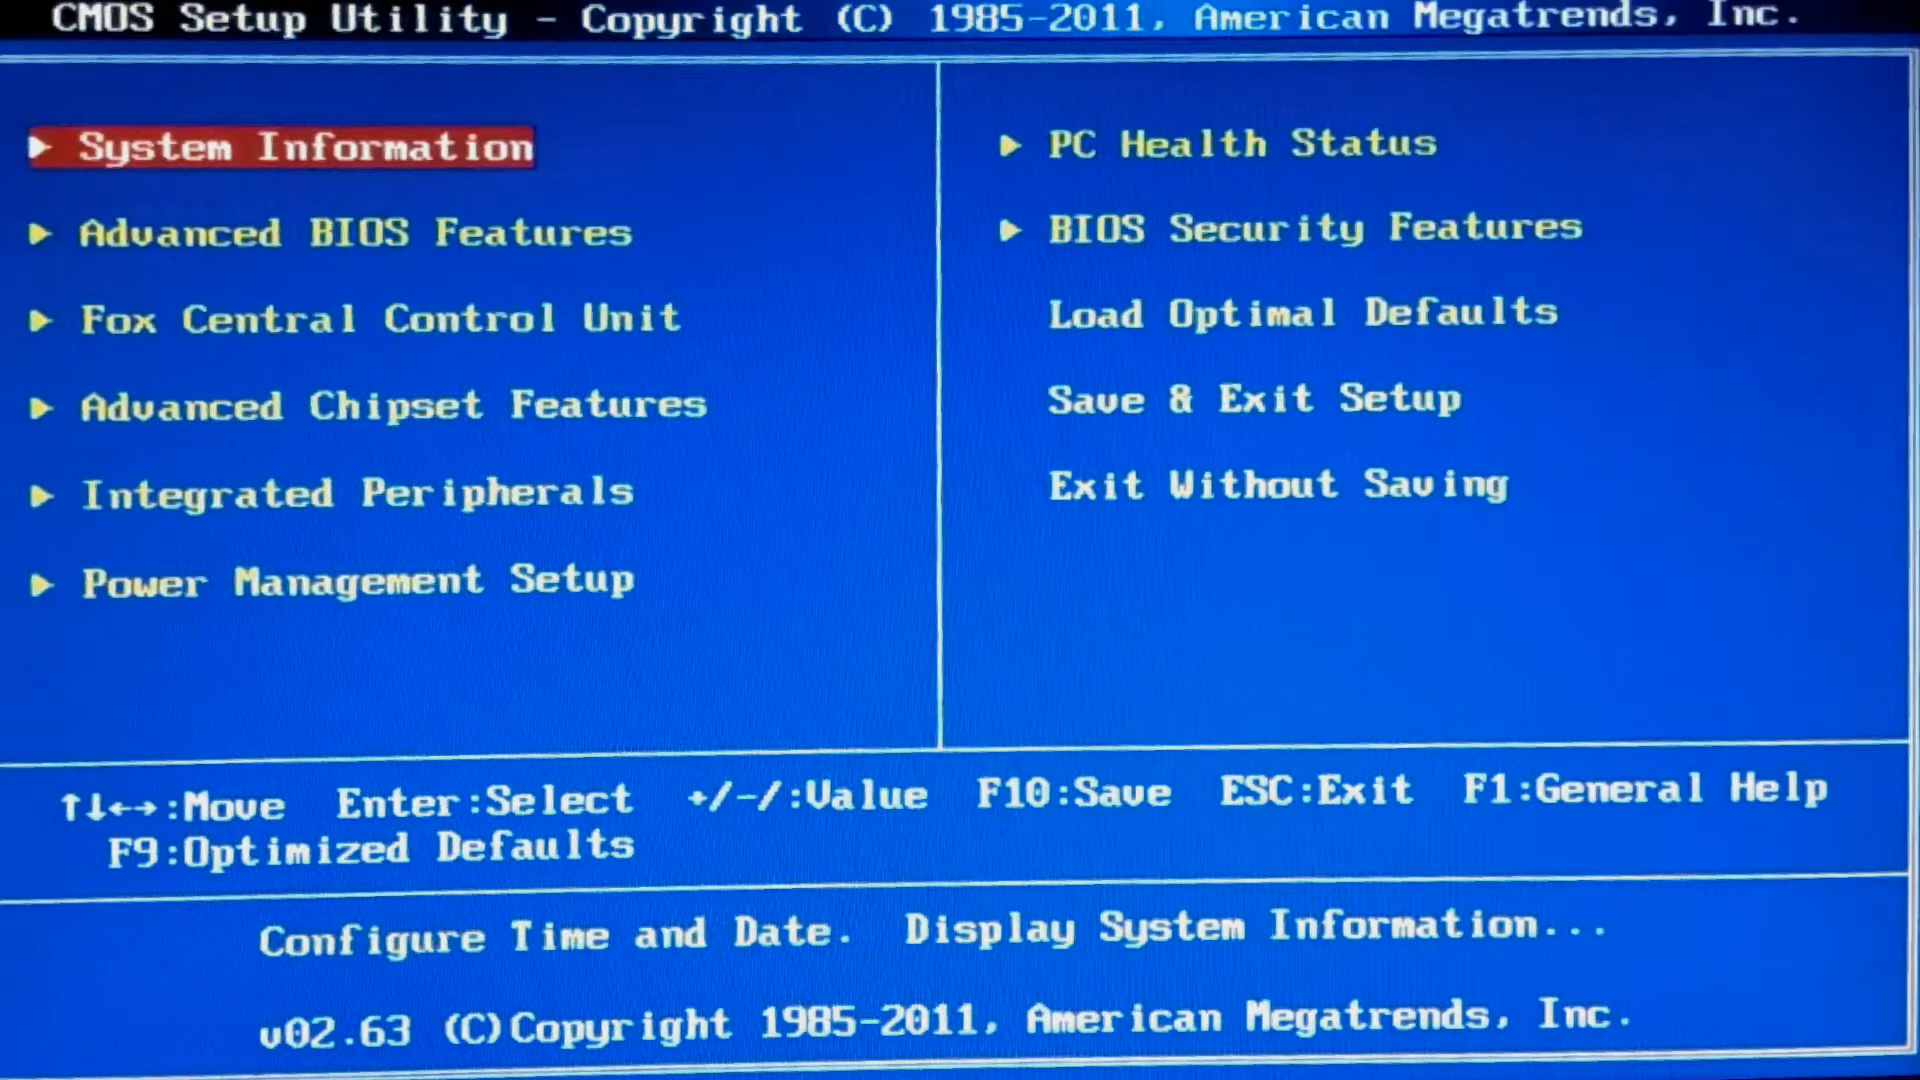 CMOS Setup Utility - Copyright (C) 1985-2011, American Megatrends, Inc.
▶ System Information
▶ Advanced BIOS Features
▶ Fox Central Control Unit
▶ Advanced Chipset Features
▶ Integrated Peripherals
▶ Power Management Setup
▶ PC Health Status
▶ BIOS Security Features
Load Optimal Defaults
Save & Exit Setup
Exit Without Saving
↑↓←→:Move Enter:Select +/-/:Value F10:Save ESC:Exit F1:General Help
F9:Optimized Defaults
Configure Time and Date. Display System Information...
v02.63 (C)Copyright 1985-2011, American Megatrends, Inc.